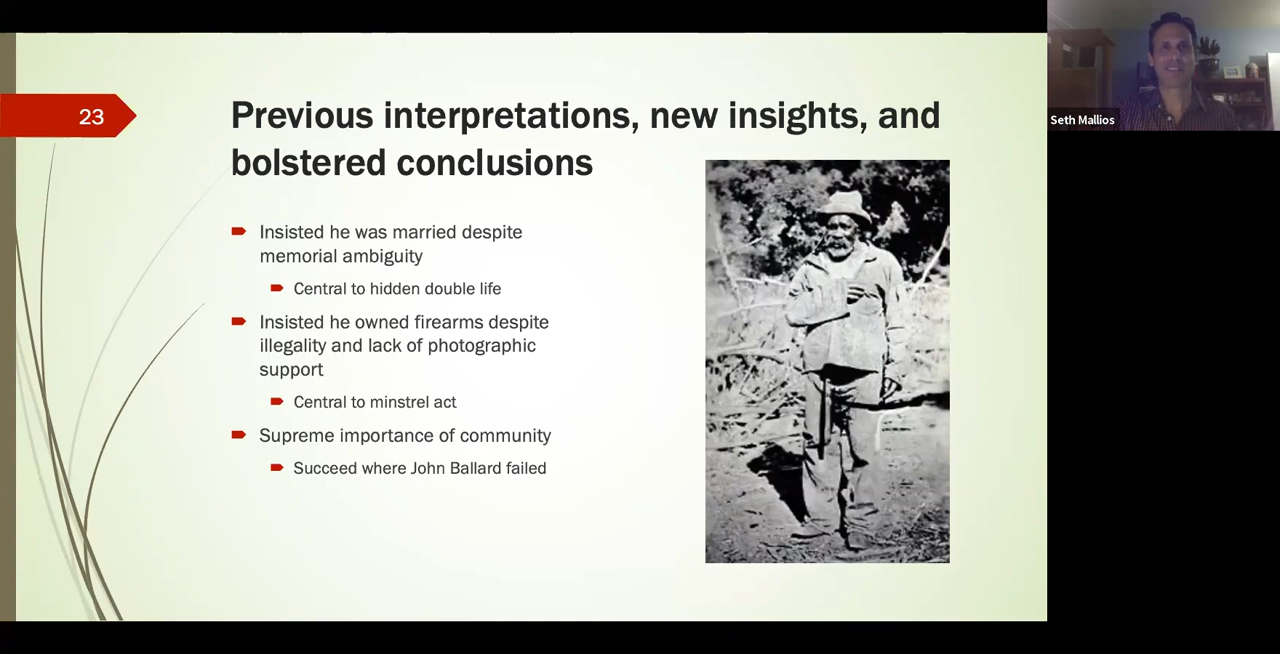 23
Previous interpretations, new insights, and
bolstered conclusions
Insisted he was married despite
memorial ambiguity
Central to hidden double life
Insisted he owned firearms despite
illegality and lack of photographic
support
Central to minstrel act
Supreme importance of community
Succeed where John Ballard failed
Seth Mallios